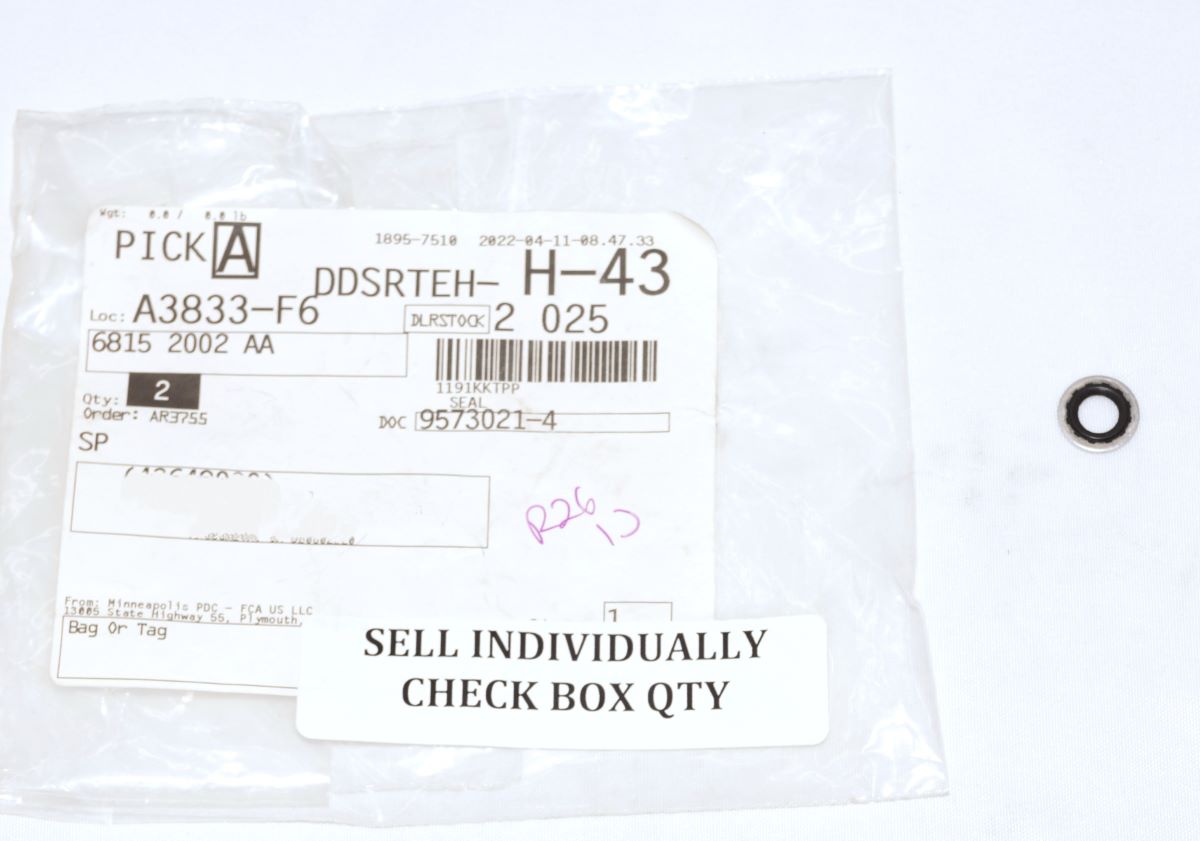 Wgt: 0.0 / 0.0 lb
PICK A
1895-7510 2022-04-11-08.47.33
DDSRTEH- H-43
Loc: A3833-F6
DLRSTOCK 2 025
6815 2002 AA
1191KKTPP
SEAL
Qty: 2
Order: AR3755
DOC 9573021-4
SP
R26
From: Minneapolis PDC - FCA US LLC
13005 State Highway 55, Plymouth,
1
Bag Or Tag
SELL INDIVIDUALLY
CHECK BOX QTY